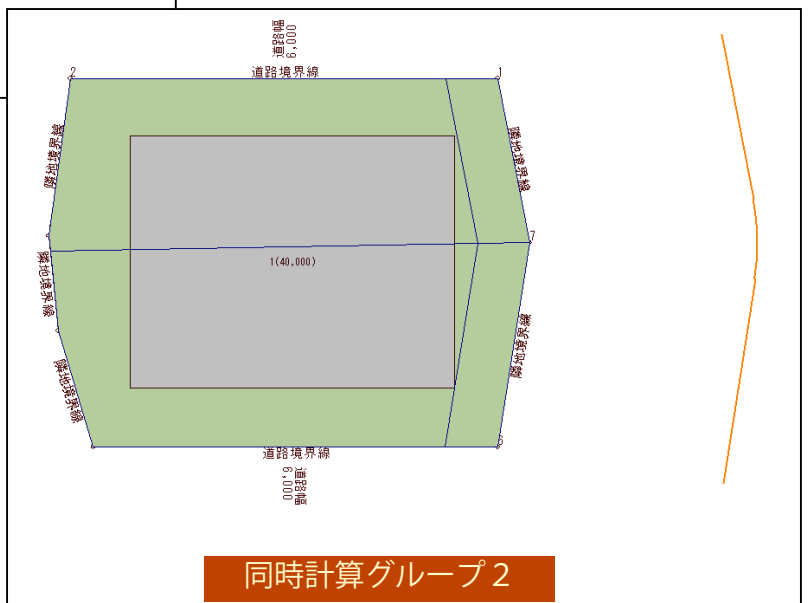 道路幅
6,000
2
道路境界線
1
隣地境界線
隣地境界線
7
隣地境界線
1(40,000)
隣地境界線
隣地境界線
道路境界線
6,000
道路幅
同時計算グループ2